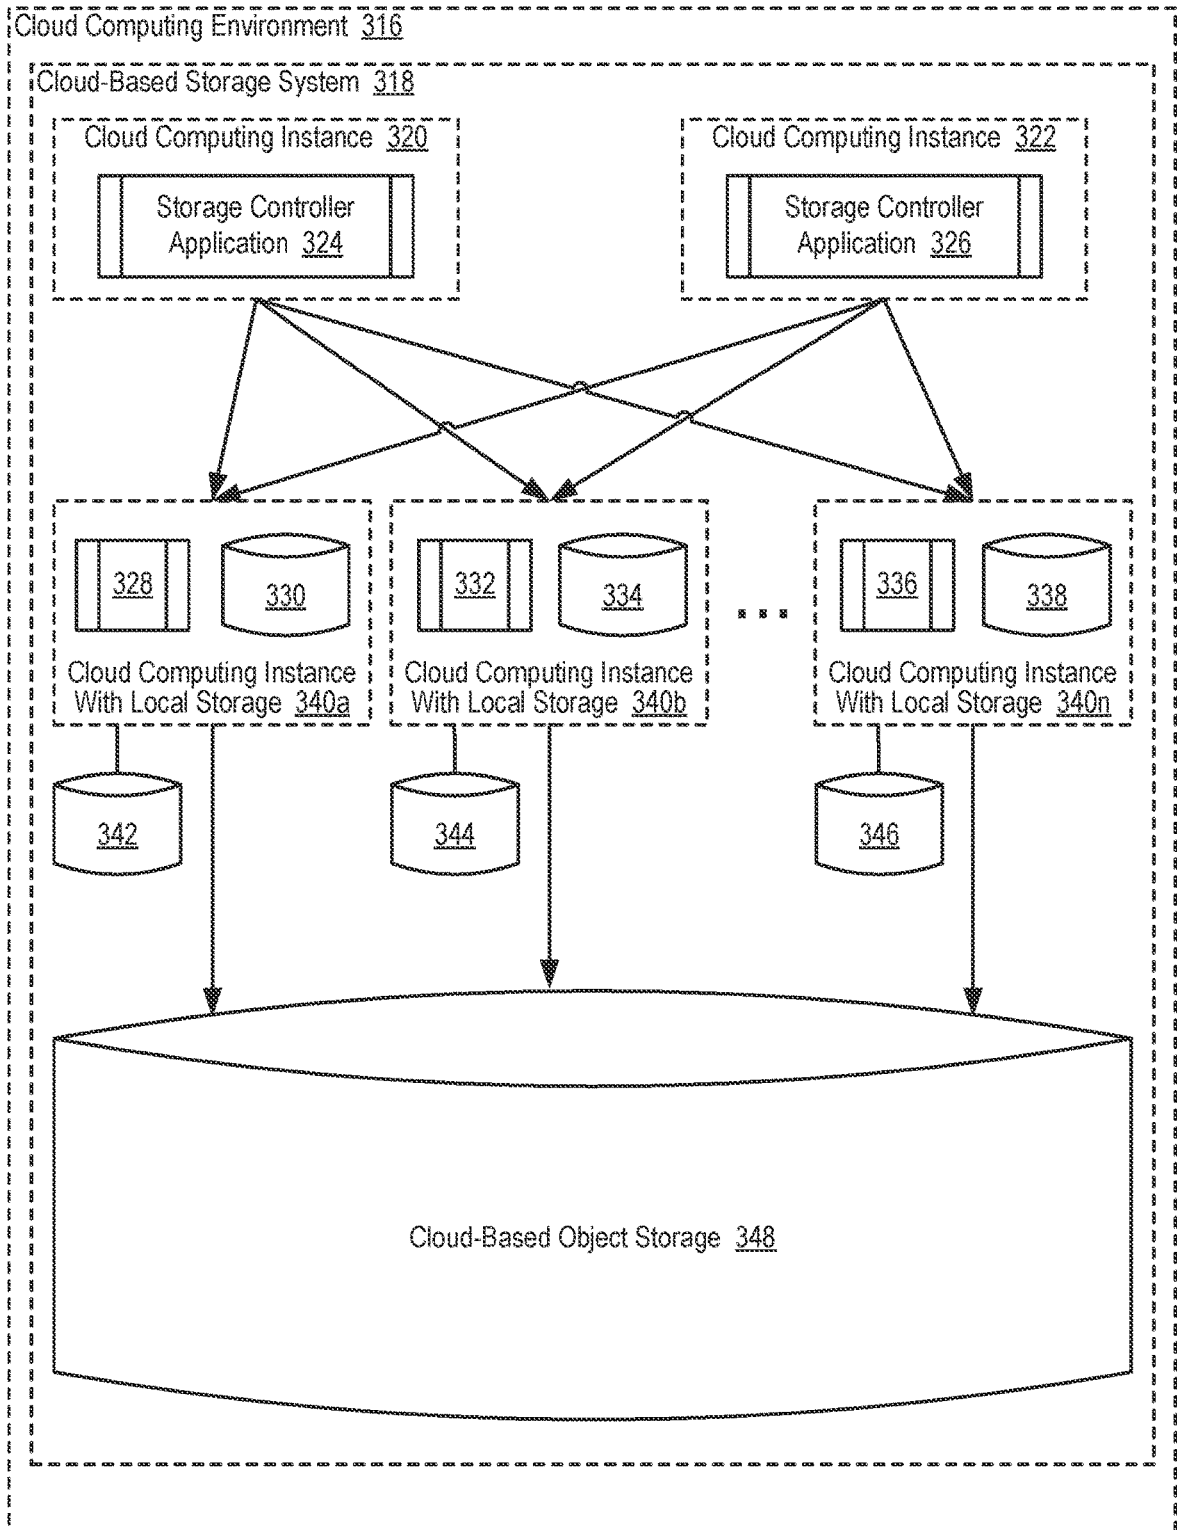 Cloud Computing Environment 316
Cloud-Based Storage System 318
Cloud Computing Instance 320
Storage Controller
Application 324
Cloud Computing Instance 322
Storage Controller
Application 326
328
330
Cloud Computing Instance
With Local Storage 340a
332
334
Cloud Computing Instance
With Local Storage 340b
...
336
338
Cloud Computing Instance
With Local Storage 340n
342
344
346
Cloud-Based Object Storage 348